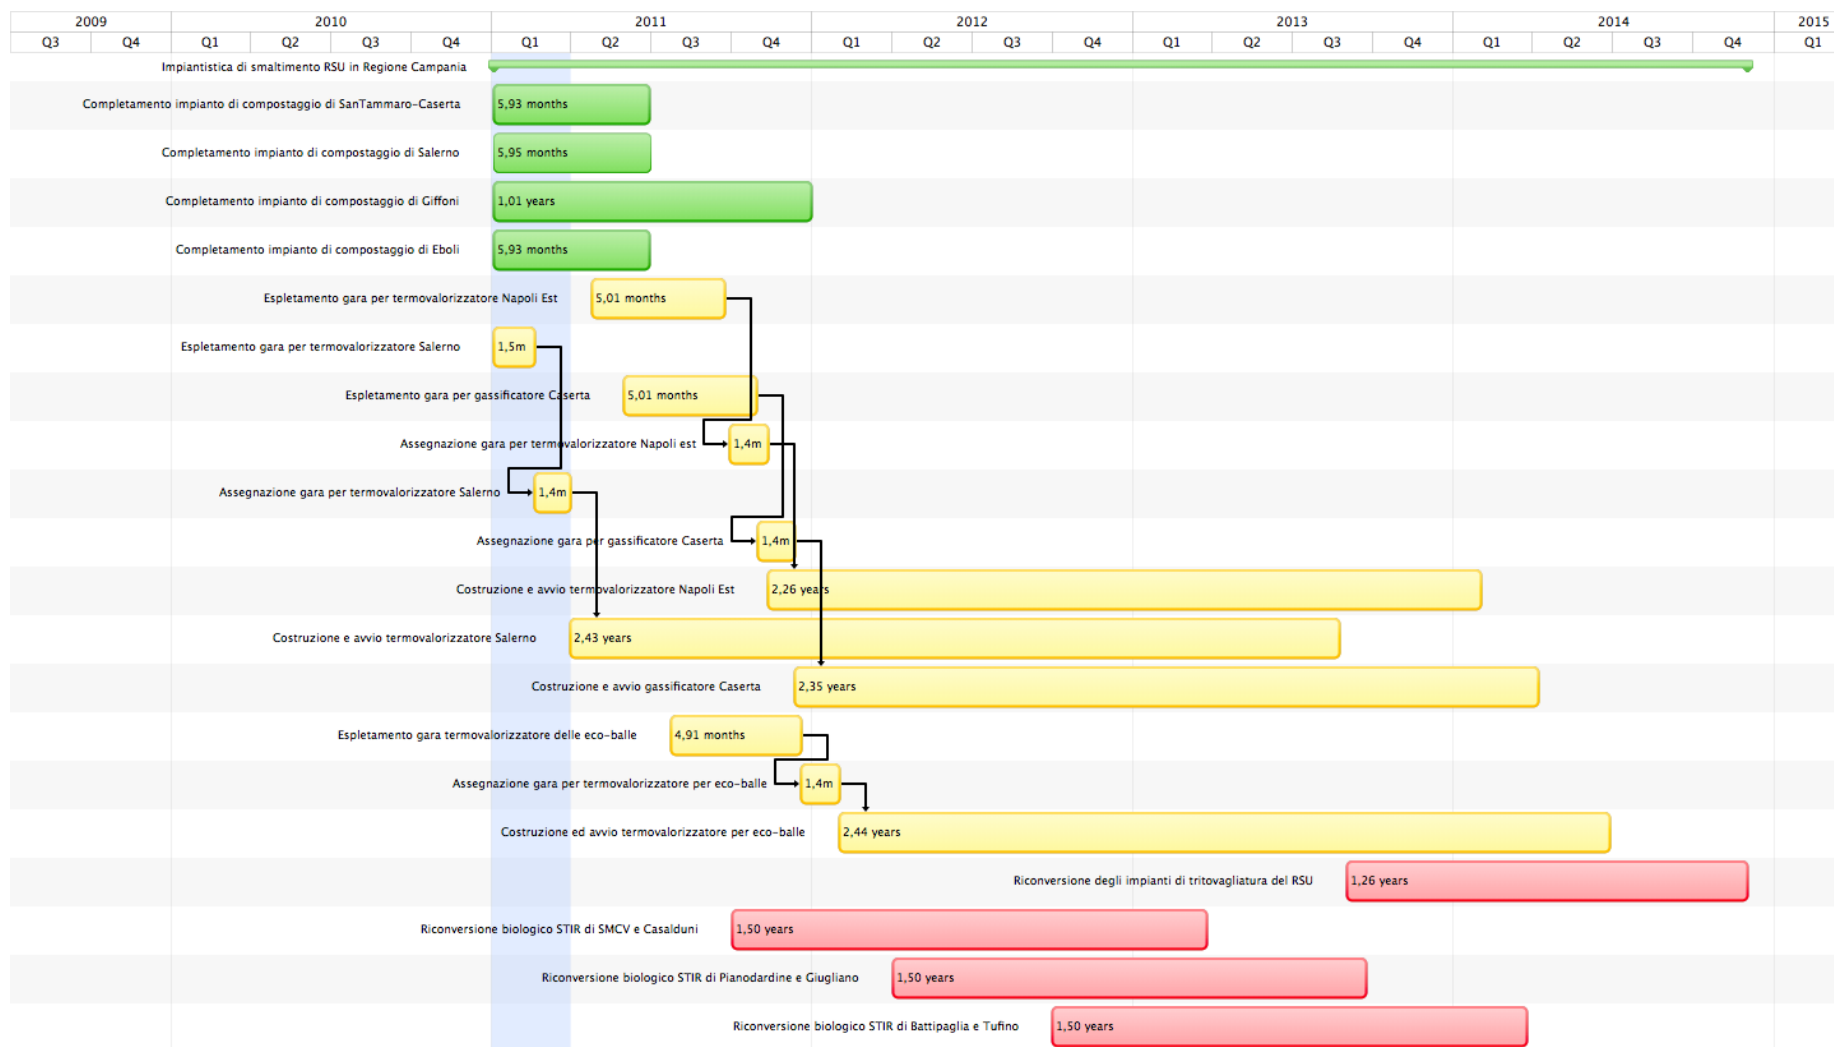 2009 2010 2011 2012 2013 2014 2015
Q3 Q4 Q1 Q2 Q3 Q4 Q1 Q2 Q3 Q4 Q1 Q2 Q3 Q4 Q1 Q2 Q3 Q4 Q1 Q2 Q3 Q4 Q1
Impiantistica di smaltimento RSU in Regione Campania
Completamento impianto di compostaggio di SanTammaro-Caserta 5,93 months
Completamento impianto di compostaggio di Salerno 5,95 months
Completamento impianto di compostaggio di Giffoni 1,01 years
Completamento impianto di compostaggio di Eboli 5,93 months
Espletamento gara per termovalorizzatore Napoli Est 5,01 months
Espletamento gara per termovalorizzatore Salerno 1,5m
Espletamento gara per gassificatore Caserta 5,01 months
Assegnazione gara per termovalorizzatore Napoli est 1,4m
Assegnazione gara per termovalorizzatore Salerno 1,4m
Assegnazione gara per gassificatore Caserta 1,4m
Costruzione e avvio termovalorizzatore Napoli Est 2,26 years
Costruzione e avvio termovalorizzatore Salerno 2,43 years
Costruzione e avvio gassificatore Caserta 2,35 years
Espletamento gara termovalorizzatore delle eco-balle 4,91 months
Assegnazione gara per termovalorizzatore per eco-balle 1,4m
Costruzione ed avvio termovalorizzatore per eco-balle 2,44 years
Riconversione degli impianti di tritovagliatura del RSU 1,26 years
Riconversione biologico STIR di SMCV e Casalduni 1,50 years
Riconversione biologico STIR di Pianodardine e Giugliano 1,50 years
Riconversione biologico STIR di Battipaglia e Tufino 1,50 years